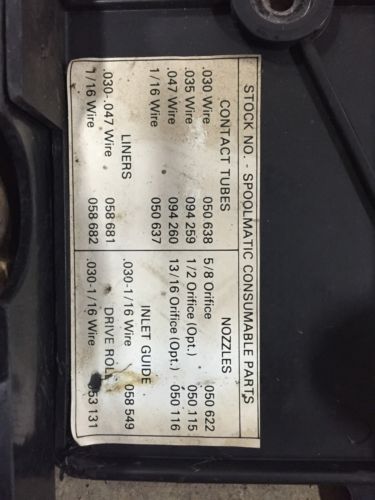 STOCK NO. - SPOOLMATIC CONSUMABLE PARTS
CONTACT TUBES
.030 Wire 050 638
.035 Wire 094 259
.047 Wire 094 260
1/16 Wire 050 637
LINERS
.030-.047 Wire 058 681
1/16 Wire 058 682
NOZZLES
5/8 Orifice 050 622
1/2 Orifice (Opt.) 050 115
13/16 Orifice (Opt.) 050 116
INLET GUIDE
.030-1/16 Wire 058 549
DRIVE ROLL
.030-1/16 Wire 053 131